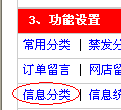 3、功能设置
常用分类 | 禁发分
订单留言 | 网店留
信息分类 | 信息统